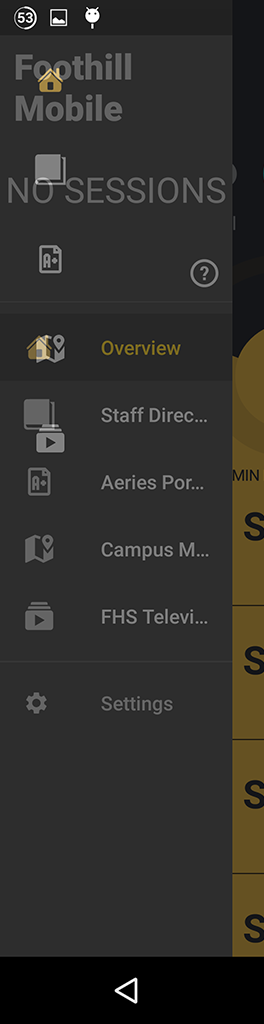 53
Foothill
Mobile
NO SESSIONS
A+
?
Overview
Staff Direc...
MIN
Aeries Por...
A+
S
Campus M...
FHS Televi...
S
Settings
S
S